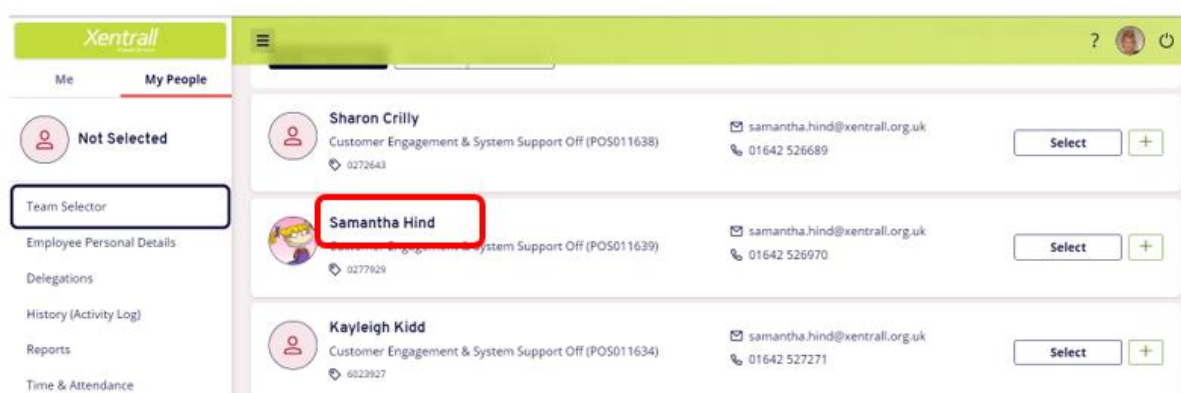 Xentrall
?
Me
My People
Not Selected
Team Selector
Employee Personal Details
Delegations
History (Activity Log)
Reports
Time & Attendance
Sharon Crilly
Customer Engagement & System Support Off (POS011638)
0272643
samantha.hind@xentrall.org.uk
01642 526689
Select
+
Samantha Hind
Customer Engagement & System Support Off (POS011639)
0277929
samantha.hind@xentrall.org.uk
01642 526970
Select
+
Kayleigh Kidd
Customer Engagement & System Support Off (POS011634)
6023927
samantha.hind@xentrall.org.uk
01642 527271
Select
+